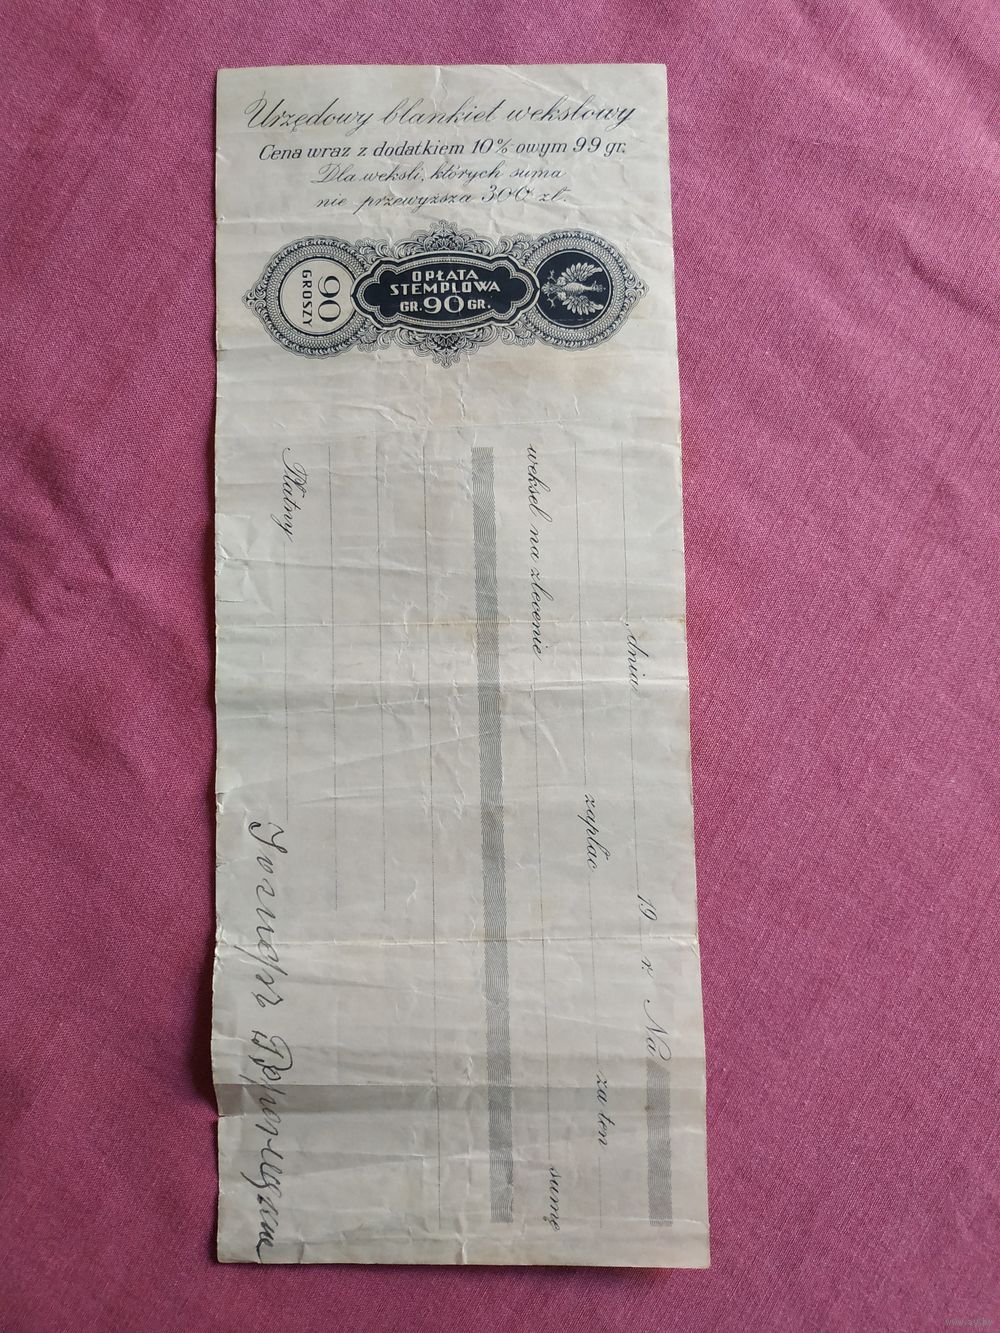 Urzędowy blankiet wekslowy
Cena wraz z dodatkiem 10%-owym 99 gr.
Dla weksli, których suma
nie przewyższa 300 zł.
90
GROSZY
OPŁATA
STEMPLOWA
GR. 90 GR.
, dnia 19 r. Na
zapłac za ten
weksel na zlecenie
sumę
Płatny